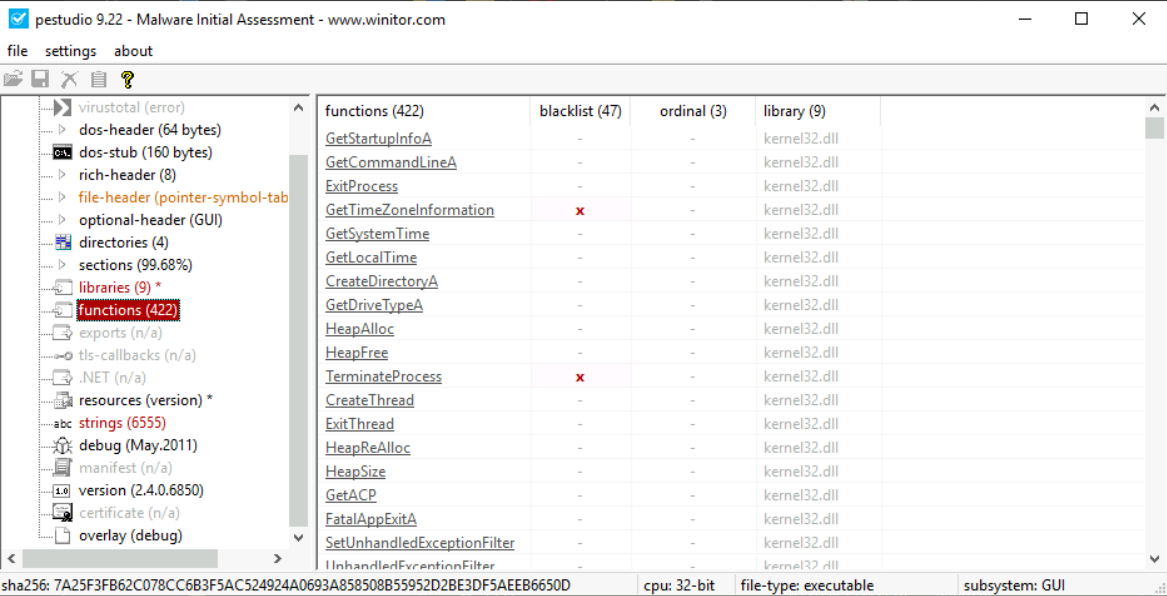 pestudio 9.22 - Malware Initial Assessment - www.winitor.com
file settings about
virustotal (error)
dos-header (64 bytes)
dos-stub (160 bytes)
rich-header (8)
file-header (pointer-symbol-tab
optional-header (GUI)
directories (4)
sections (99.68%)
libraries (9) *
functions (422)
exports (n/a)
tls-callbacks (n/a)
.NET (n/a)
resources (version) *
abc strings (6555)
debug (May.2011)
manifest (n/a)
1.0 version (2.4.0.6850)
certificate (n/a)
overlay (debug)
functions (422) blacklist (47) ordinal (3) library (9)
GetStartupInfoA - - kernel32.dll
GetCommandLineA - - kernel32.dll
ExitProcess - - kernel32.dll
GetTimeZoneInformation x - kernel32.dll
GetSystemTime - - kernel32.dll
GetLocalTime - - kernel32.dll
CreateDirectoryA - - kernel32.dll
GetDriveTypeA - - kernel32.dll
HeapAlloc - - kernel32.dll
HeapFree - - kernel32.dll
TerminateProcess x - kernel32.dll
CreateThread - - kernel32.dll
ExitThread - - kernel32.dll
HeapReAlloc - - kernel32.dll
HeapSize - - kernel32.dll
GetACP - - kernel32.dll
FatalAppExitA - - kernel32.dll
SetUnhandledExceptionFilter - - kernel32.dll
UnhandledExceptionFilter - - kernel32.dll
sha256: 7A25F3FB62C078CC6B3F5AC524924A0693A858508B55952D2BE3DF5AEEB6650D cpu: 32-bit file-type: executable subsystem: GUI